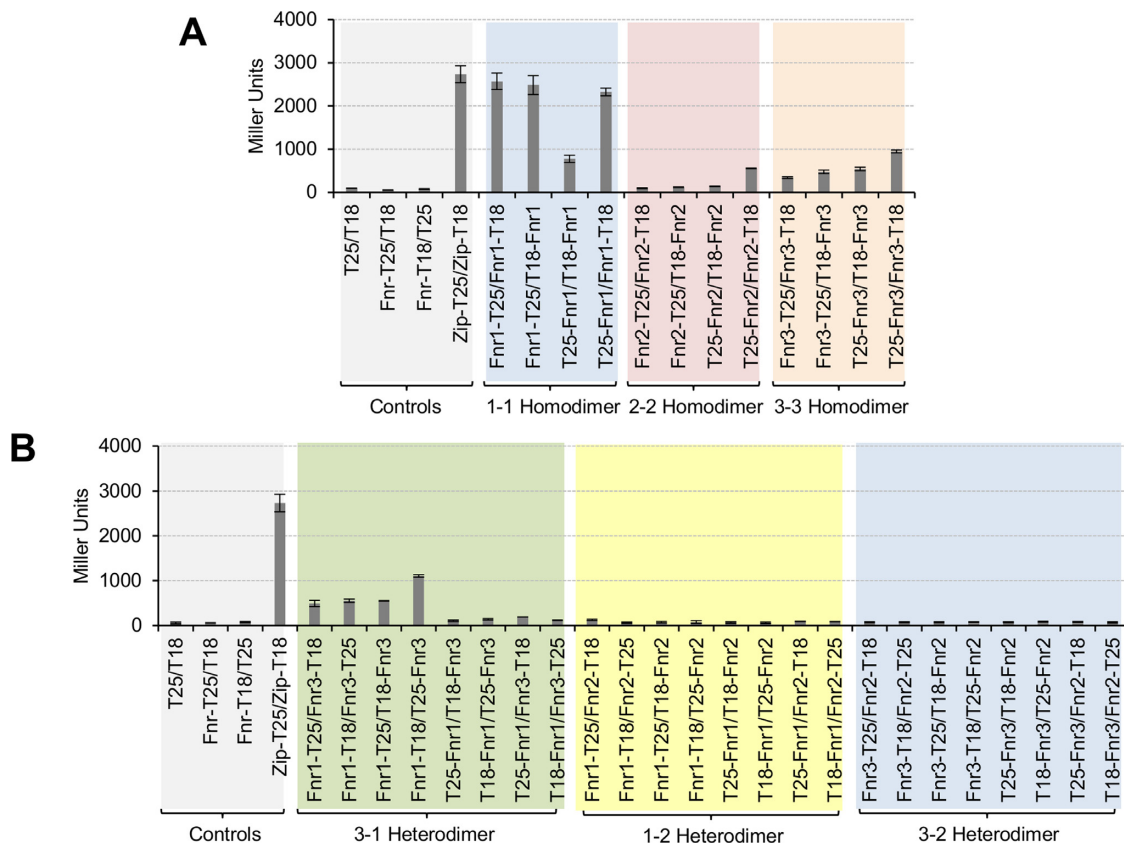 A
Miller Units
4000
3000
2000
1000
0
T25/T18
Fnr-T25/T18
Fnr-T18/T25
Zip-T25/Zip-T18
Fnr1-T25/Fnr1-T18
Fnr1-T25/T18-Fnr1
T25-Fnr1/T18-Fnr1
T25-Fnr1/Fnr1-T18
Fnr2-T25/Fnr2-T18
Fnr2-T25/T18-Fnr2
T25-Fnr2/T18-Fnr2
T25-Fnr2/Fnr2-T18
Fnr3-T25/Fnr3-T18
Fnr3-T25/T18-Fnr3
T25-Fnr3/T18-Fnr3
T25-Fnr3/Fnr3-T18
Controls
1-1 Homodimer
2-2 Homodimer
3-3 Homodimer
B
Miller Units
4000
3000
2000
1000
0
T25/T18
Fnr-T25/T18
Fnr-T18/T25
Zip-T25/Zip-T18
Fnr1-T25/Fnr3-T18
Fnr1-T18/Fnr3-T25
Fnr1-T25/T18-Fnr3
Fnr1-T18/T25-Fnr3
T25-Fnr1/T18-Fnr3
T18-Fnr1/T25-Fnr3
T25-Fnr1/Fnr3-T18
T18-Fnr1/Fnr3-T25
Fnr1-T25/Fnr2-T18
Fnr1-T18/Fnr2-T25
Fnr1-T25/T18-Fnr2
Fnr1-T18/T25-Fnr2
T25-Fnr1/T18-Fnr2
T18-Fnr1/T25-Fnr2
T25-Fnr1/Fnr2-T18
T18-Fnr1/Fnr2-T25
Fnr3-T25/Fnr2-T18
Fnr3-T18/Fnr2-T25
Fnr3-T25/T18-Fnr2
Fnr3-T18/T25-Fnr2
T25-Fnr3/T18-Fnr2
T18-Fnr3/T25-Fnr2
T25-Fnr3/Fnr2-T18
T18-Fnr3/Fnr2-T25
Controls
3-1 Heterodimer
1-2 Heterodimer
3-2 Heterodimer